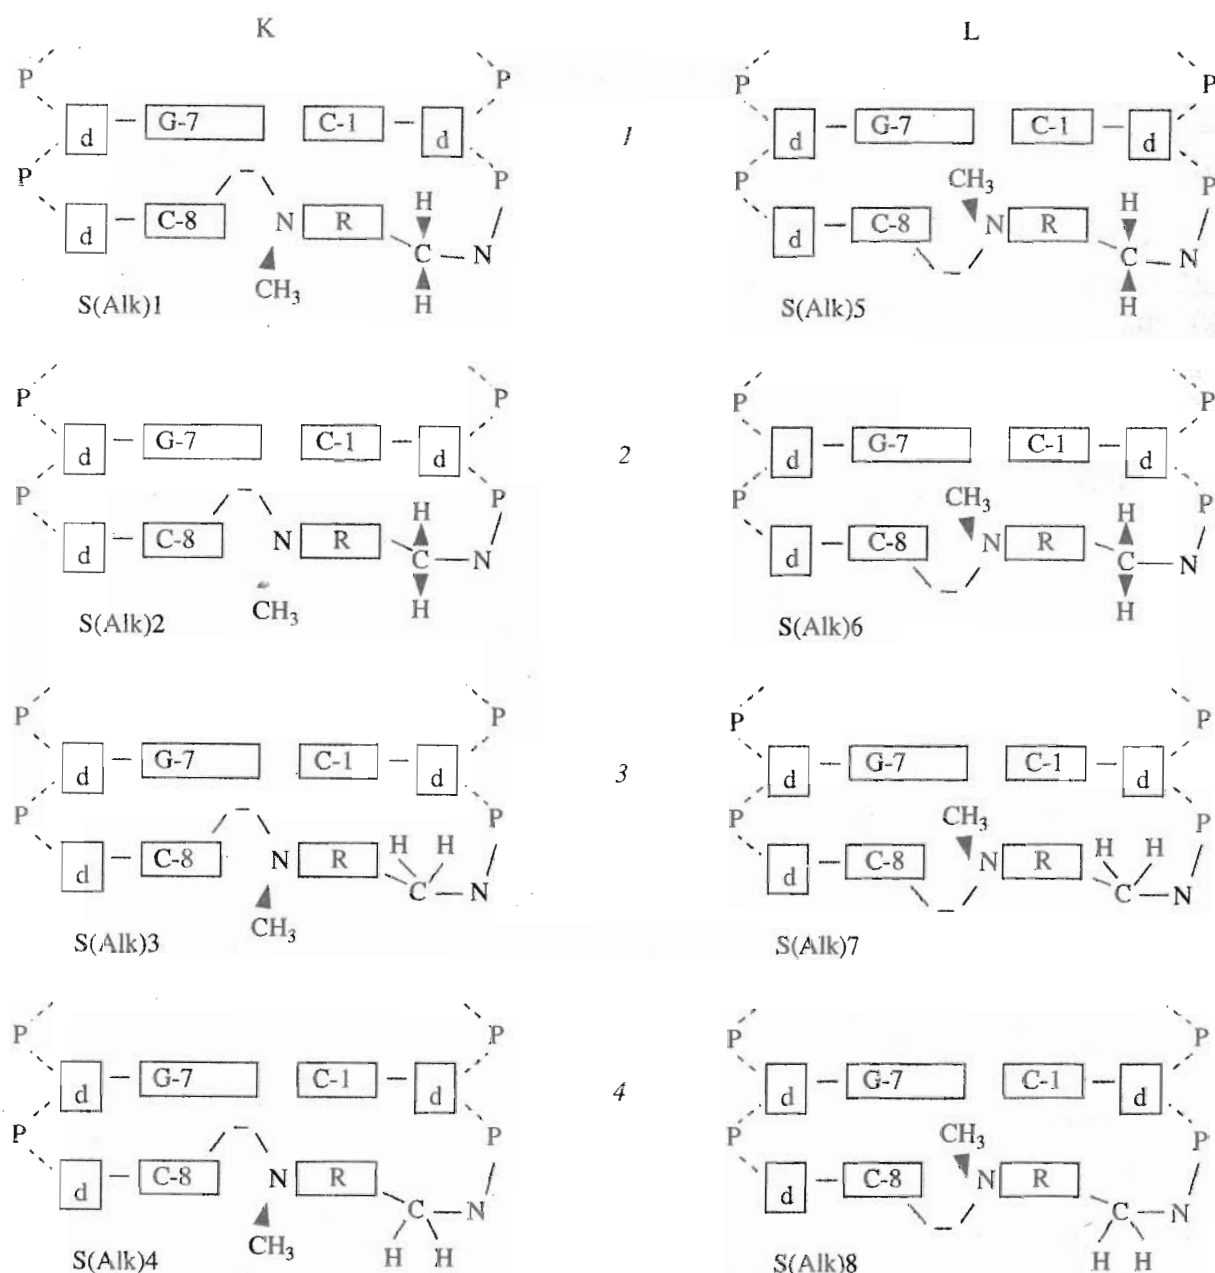 K L
P P P P
d G-7 C-1 d 1 d G-7 C-1 d
P P P P
CH3 H
H
d C-8 N R d C-8 N R
C N C N
CH3 H H
S(Alk)1 S(Alk)5
P P P P
d G-7 C-1 d 2 d G-7 C-1 d
P P P P
H CH3 H
d C-8 N R d C-8 N R
C N C N
CH3 H H
S(Alk)2 S(Alk)6
P P P P
d G-7 C-1 d 3 d G-7 C-1 d
P P P P
H H CH3 H H
d C-8 N R d C-8 N R
C N C N
CH3
S(Alk)3 S(Alk)7
P P P P
d G-7 C-1 d 4 d G-7 C-1 d
P P P P
CH3
d C-8 N R d C-8 N R
C N C N
CH3 H H H H
S(Alk)4 S(Alk)8